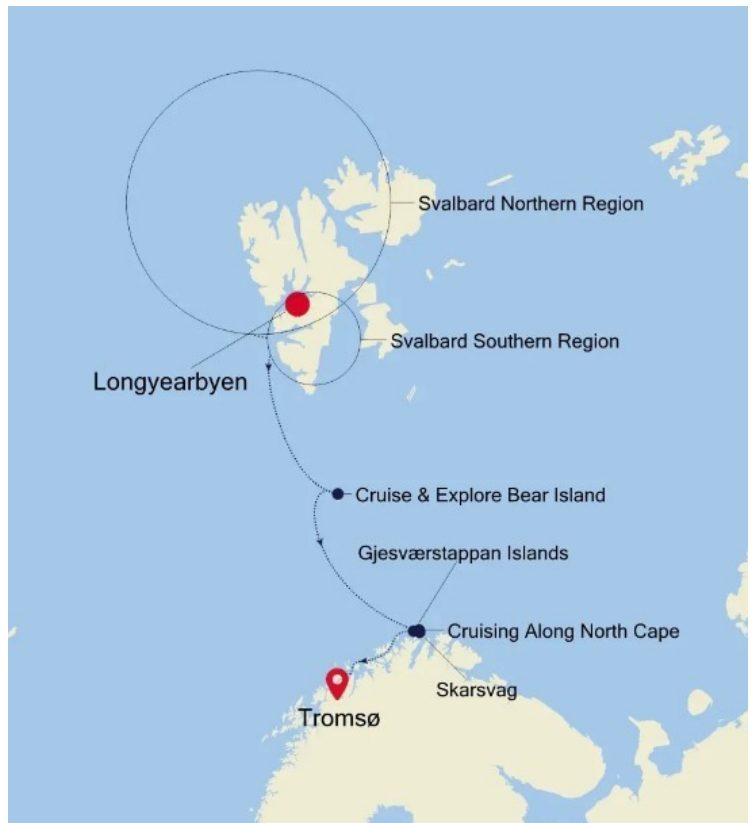 Svalbard Northern Region
Svalbard Southern Region
Longyearbyen
Cruise & Explore Bear Island
Gjesværstappan Islands
Cruising Along North Cape
Skarsvag
Tromsø